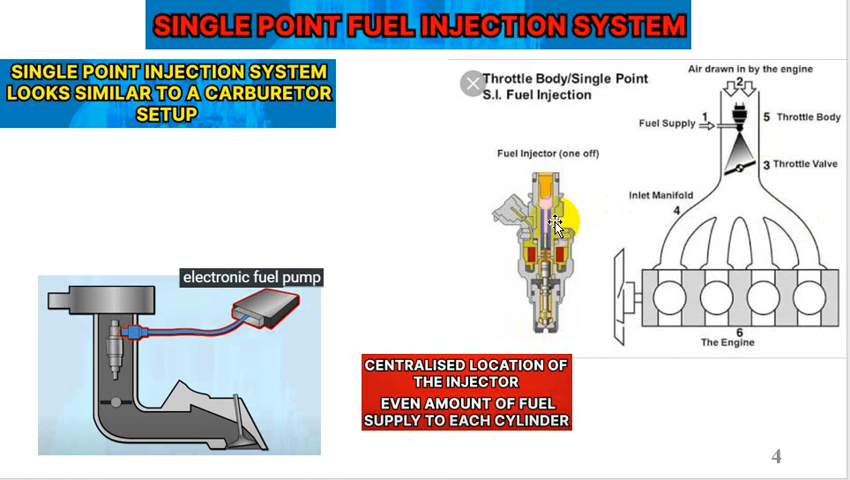 SINGLE POINT FUEL INJECTION SYSTEM
SINGLE POINT INJECTION SYSTEM
LOOKS SIMILAR TO A CARBURETOR
SETUP
Throttle Body/Single Point
S.I. Fuel Injection
Air drawn in by the engine
2
Fuel Supply 1
5 Throttle Body
Fuel Injector (one off)
3 Throttle Valve
Inlet Manifold
4
electronic fuel pump
6
The Engine
CENTRALISED LOCATION OF
THE INJECTOR
EVEN AMOUNT OF FUEL
SUPPLY TO EACH CYLINDER
4